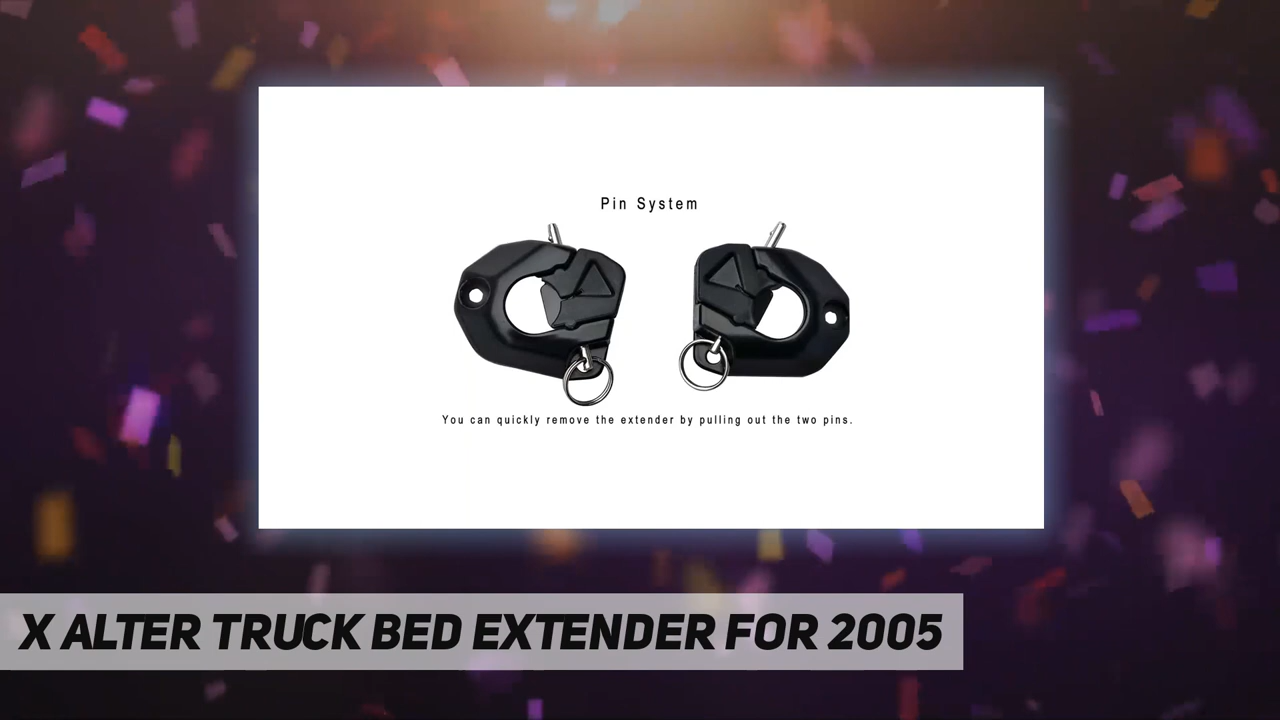 Pin System
You can quickly remove the extender by pulling out the two pins.
X ALTER TRUCK BED EXTENDER FOR 2005